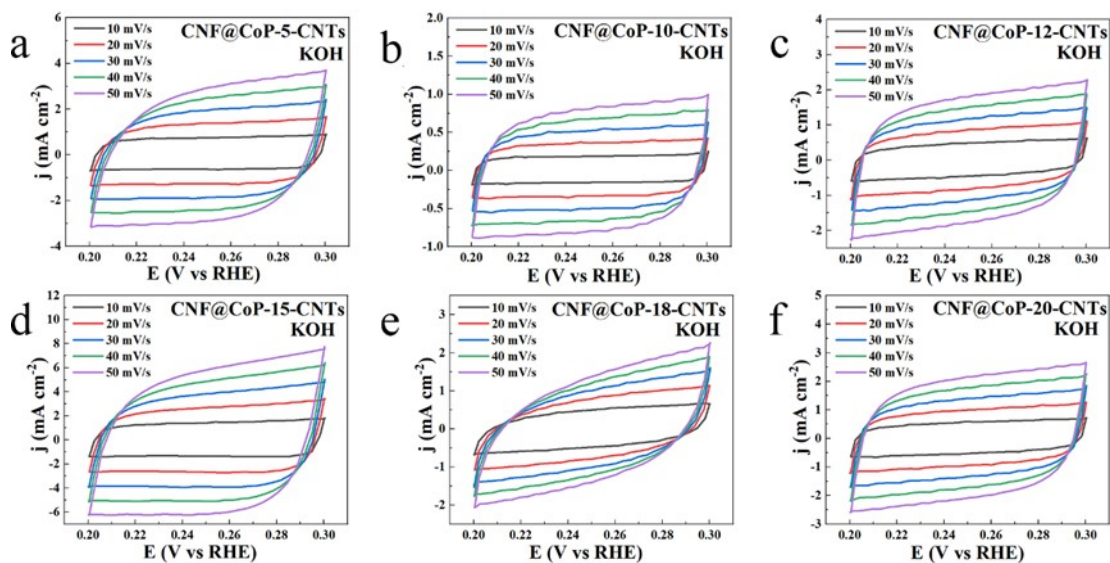 a
CNF@CoP-5-CNTs
KOH
10 mV/s
20 mV/s
30 mV/s
40 mV/s
50 mV/s
j (mA cm-2)
6
4
2
0
-2
-4
0.20 0.22 0.24 0.26 0.28 0.30
E (V vs RHE)
b
CNF@CoP-10-CNTs
KOH
10 mV/s
20 mV/s
30 mV/s
40 mV/s
50 mV/s
j (mA cm-2)
2.0
1.5
1.0
0.5
0.0
-0.5
-1.0
0.20 0.22 0.24 0.26 0.28 0.30
E (V vs RHE)
c
CNF@CoP-12-CNTs
KOH
10 mV/s
20 mV/s
30 mV/s
40 mV/s
50 mV/s
j (mA cm-2)
4
3
2
1
0
-1
-2
0.20 0.22 0.24 0.26 0.28 0.30
E (V vs RHE)
d
CNF@CoP-15-CNTs
KOH
10 mV/s
20 mV/s
30 mV/s
40 mV/s
50 mV/s
j (mA cm-2)
12
10
8
6
4
2
0
-2
-4
-6
0.20 0.22 0.24 0.26 0.28 0.30
E (V vs RHE)
e
CNF@CoP-18-CNTs
KOH
10 mV/s
20 mV/s
30 mV/s
40 mV/s
50 mV/s
j (mA cm-2)
3
2
1
0
-1
-2
0.20 0.22 0.24 0.26 0.28 0.30
E (V vs RHE)
f
CNF@CoP-20-CNTs
KOH
10 mV/s
20 mV/s
30 mV/s
40 mV/s
50 mV/s
j (mA cm-2)
5
4
3
2
1
0
-1
-2
-3
0.20 0.22 0.24 0.26 0.28 0.30
E (V vs RHE)